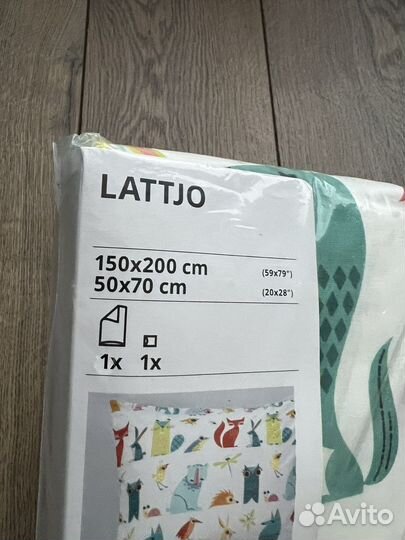 LATTJO
150x200 cm (59x79")
50x70 cm (20x28")
1x 1x
Avito